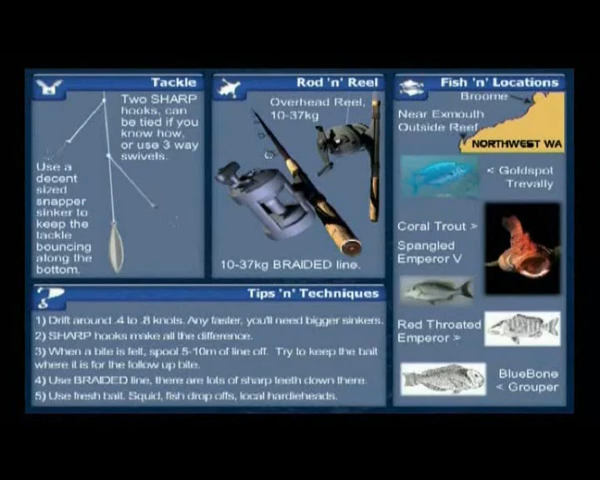 Tackle
Two SHARP
hooks, can
be tied if you
know how,
or use 3 way
swivels.
Use a
decent
sized
snapper
sinker to
keep the
tackle
bouncing
along the
bottom.
Rod 'n' Reel
Overhead Reel,
10-37kg
10-37kg BRAIDED line.
Fish 'n' Locations
Broome
Near Exmouth
Outside Reef
NORTHWEST WA
< Goldspot
Trevally
Coral Trout >
Spangled
Emperor V
Red Throated
Emperor >
BlueBone
< Grouper
Tips 'n' Techniques
1) Drift around .4 to .8 knots. Any faster, you'll need bigger sinkers.
2) SHARP hooks make all the difference.
3) When a bite is felt, spool 5-10m of line off. Try to keep the bait
where it is for the follow up bite.
4) Use BRAIDED line, there are lots of sharp teeth down there.
5) Use fresh bait. Squid, fish drop offs, local hardieheads.